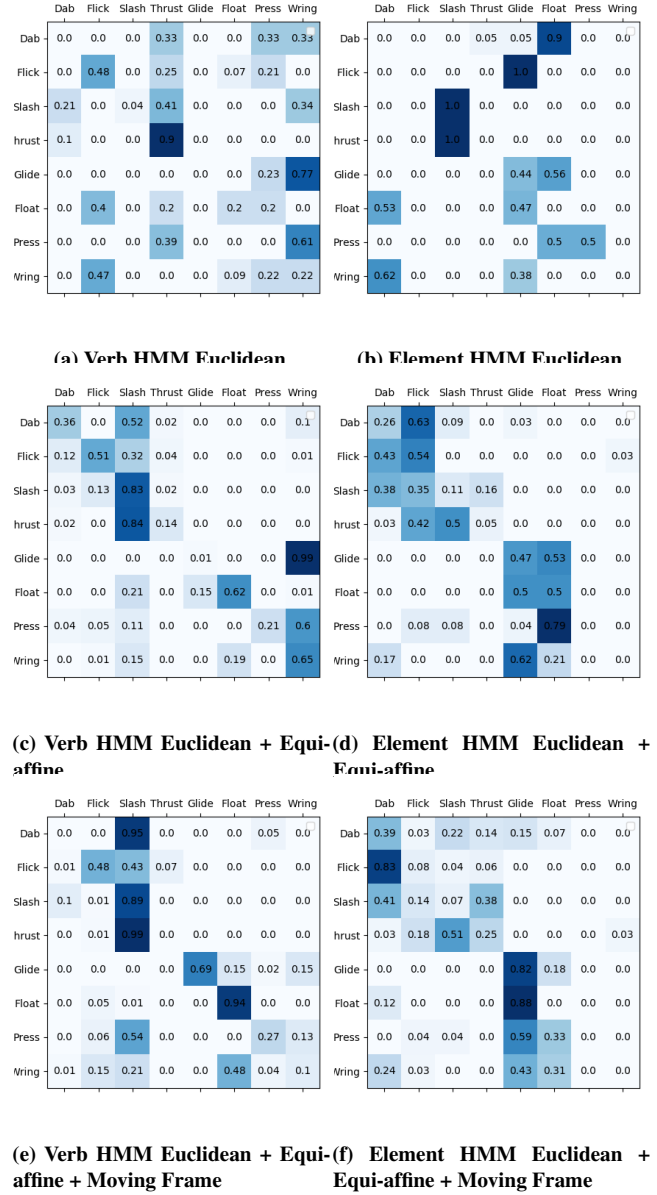 Dab Flick Slash Thrust Glide Float Press Wring
Dab 0.0 0.0 0.0 0.33 0.0 0.0 0.33 0.33
Flick 0.0 0.48 0.0 0.25 0.0 0.07 0.21 0.0
Slash 0.21 0.0 0.04 0.41 0.0 0.0 0.0 0.34
hrust 0.1 0.0 0.0 0.9 0.0 0.0 0.0 0.0
Glide 0.0 0.0 0.0 0.0 0.0 0.0 0.23 0.77
Float 0.0 0.4 0.0 0.2 0.0 0.2 0.2 0.0
Press 0.0 0.0 0.0 0.39 0.0 0.0 0.0 0.61
Wring 0.0 0.47 0.0 0.0 0.0 0.09 0.22 0.22
(a) Verb HMM Euclidean
Dab Flick Slash Thrust Glide Float Press Wring
Dab 0.0 0.0 0.0 0.05 0.05 0.9 0.0 0.0
Flick 0.0 0.0 0.0 0.0 1.0 0.0 0.0 0.0
Slash 0.0 0.0 1.0 0.0 0.0 0.0 0.0 0.0
hrust 0.0 0.0 1.0 0.0 0.0 0.0 0.0 0.0
Glide 0.0 0.0 0.0 0.0 0.44 0.56 0.0 0.0
Float 0.53 0.0 0.0 0.0 0.47 0.0 0.0 0.0
Press 0.0 0.0 0.0 0.0 0.0 0.5 0.5 0.0
Wring 0.62 0.0 0.0 0.0 0.38 0.0 0.0 0.0
(b) Element HMM Euclidean
Dab Flick Slash Thrust Glide Float Press Wring
Dab 0.36 0.0 0.52 0.02 0.0 0.0 0.0 0.1
Flick 0.12 0.51 0.32 0.04 0.0 0.0 0.0 0.01
Slash 0.03 0.13 0.83 0.02 0.0 0.0 0.0 0.0
hrust 0.02 0.0 0.84 0.14 0.0 0.0 0.0 0.0
Glide 0.0 0.0 0.0 0.0 0.01 0.0 0.0 0.99
Float 0.0 0.0 0.21 0.0 0.15 0.62 0.0 0.01
Press 0.04 0.05 0.11 0.0 0.0 0.0 0.21 0.6
Wring 0.0 0.01 0.15 0.0 0.0 0.19 0.0 0.65
(c) Verb HMM Euclidean + Equi-
affine
Dab Flick Slash Thrust Glide Float Press Wring
Dab 0.26 0.63 0.09 0.0 0.03 0.0 0.0 0.0
Flick 0.43 0.54 0.0 0.0 0.0 0.0 0.0 0.03
Slash 0.38 0.35 0.11 0.16 0.0 0.0 0.0 0.0
hrust 0.03 0.42 0.5 0.05 0.0 0.0 0.0 0.0
Glide 0.0 0.0 0.0 0.0 0.47 0.53 0.0 0.0
Float 0.0 0.0 0.0 0.0 0.5 0.5 0.0 0.0
Press 0.0 0.08 0.08 0.0 0.04 0.79 0.0 0.0
Wring 0.17 0.0 0.0 0.0 0.62 0.21 0.0 0.0
(d) Element HMM Euclidean +
Equi-affine
Dab Flick Slash Thrust Glide Float Press Wring
Dab 0.0 0.0 0.95 0.0 0.0 0.0 0.05 0.0
Flick 0.01 0.48 0.43 0.07 0.0 0.0 0.0 0.0
Slash 0.1 0.01 0.89 0.0 0.0 0.0 0.0 0.0
hrust 0.0 0.01 0.99 0.0 0.0 0.0 0.0 0.0
Glide 0.0 0.0 0.0 0.0 0.69 0.15 0.02 0.15
Float 0.0 0.05 0.01 0.0 0.0 0.94 0.0 0.0
Press 0.0 0.06 0.54 0.0 0.0 0.0 0.27 0.13
Wring 0.01 0.15 0.21 0.0 0.0 0.48 0.04 0.1
(e) Verb HMM Euclidean + Equi-
affine + Moving Frame
Dab Flick Slash Thrust Glide Float Press Wring
Dab 0.39 0.03 0.22 0.14 0.15 0.07 0.0 0.0
Flick 0.83 0.08 0.04 0.06 0.0 0.0 0.0 0.0
Slash 0.41 0.14 0.07 0.38 0.0 0.0 0.0 0.0
hrust 0.03 0.18 0.51 0.25 0.0 0.0 0.0 0.03
Glide 0.0 0.0 0.0 0.0 0.82 0.18 0.0 0.0
Float 0.12 0.0 0.0 0.0 0.88 0.0 0.0 0.0
Press 0.0 0.04 0.04 0.0 0.59 0.33 0.0 0.0
Wring 0.24 0.03 0.0 0.0 0.43 0.31 0.0 0.0
(f) Element HMM Euclidean +
Equi-affine + Moving Frame